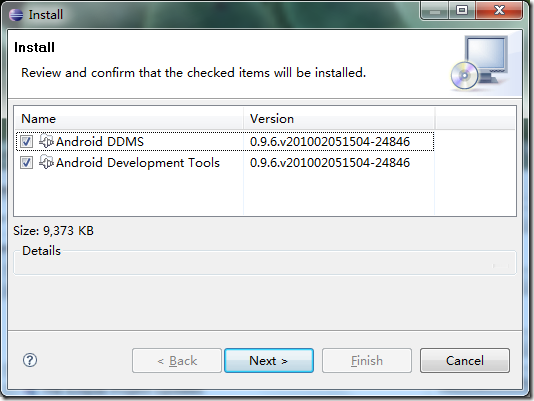 Install
Install
Review and confirm that the checked items will be installed.
Name Version
Android DDMS 0.9.6.v201002051504-24846
Android Development Tools 0.9.6.v201002051504-24846
Size: 9,373 KB
Details
? < Back Next > Finish Cancel